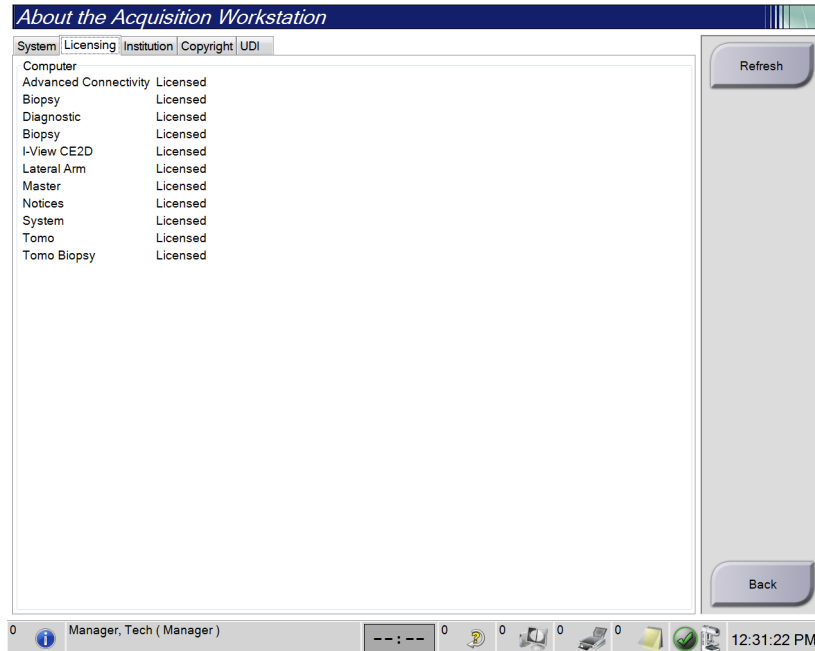 About the Acquisition Workstation
System Licensing Institution Copyright UDI
Refresh
Computer
Advanced Connectivity Licensed
Biopsy Licensed
Diagnostic Licensed
Biopsy Licensed
I-View CE2D Licensed
Lateral Arm Licensed
Master Licensed
Notices Licensed
System Licensed
Tomo Licensed
Tomo Biopsy Licensed
Back
0 Manager, Tech ( Manager ) --:-- 0 0 0 0 12:31:22 PM